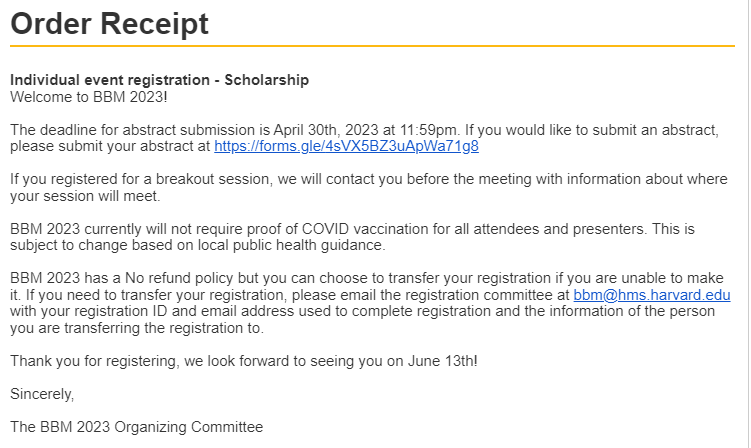 Order Receipt
Individual event registration - Scholarship
Welcome to BBM 2023!
The deadline for abstract submission is April 30th, 2023 at 11:59pm. If you would like to submit an abstract,
please submit your abstract at https://forms.gle/4sVX5BZ3uApWa71g8
If you registered for a breakout session, we will contact you before the meeting with information about where
your session will meet.
BBM 2023 currently will not require proof of COVID vaccination for all attendees and presenters. This is
subject to change based on local public health guidance.
BBM 2023 has a No refund policy but you can choose to transfer your registration if you are unable to make
it. If you need to transfer your registration, please email the registration committee at bbm@hms.harvard.edu
with your registration ID and email address used to complete registration and the information of the person
you are transferring the registration to.
Thank you for registering, we look forward to seeing you on June 13th!
Sincerely,
The BBM 2023 Organizing Committee